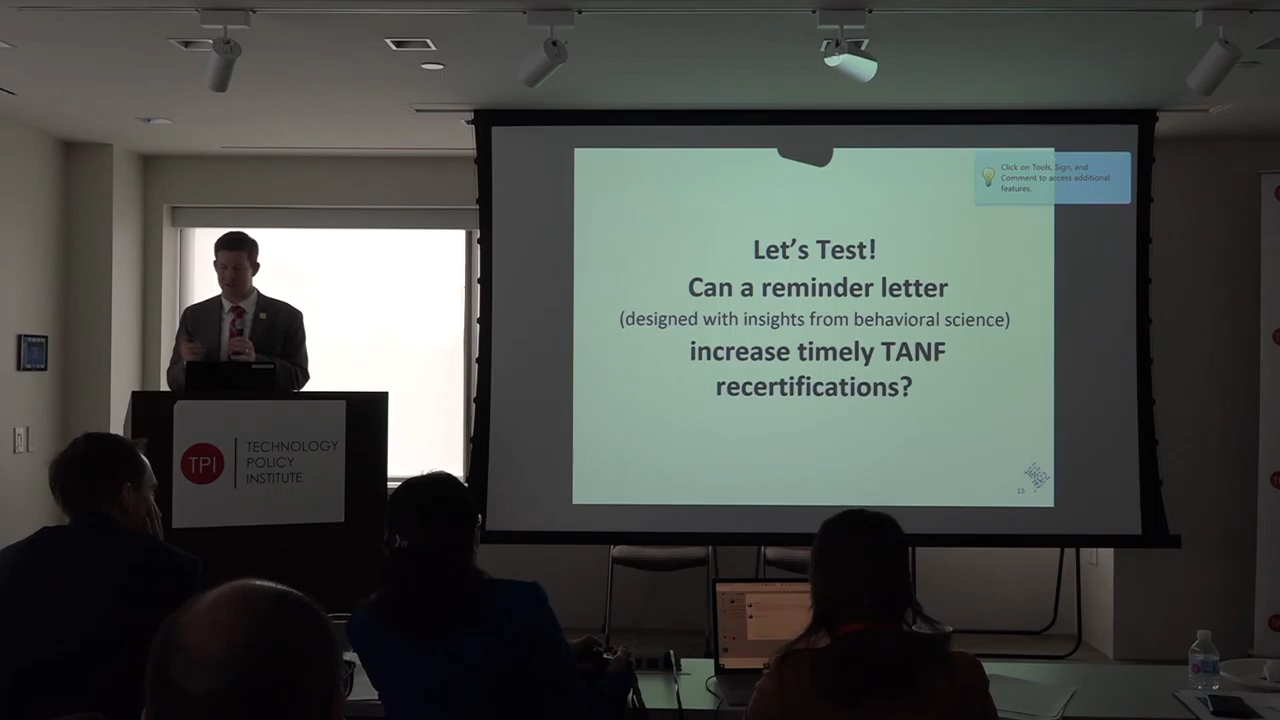 Click on Tools, Sign, and
Comment to access additional
features.
Let's Test!
Can a reminder letter
(designed with insights from behavioral science)
increase timely TANF
recertifications?
15
TPI
TECHNOLOGY
POLICY
INSTITUTE